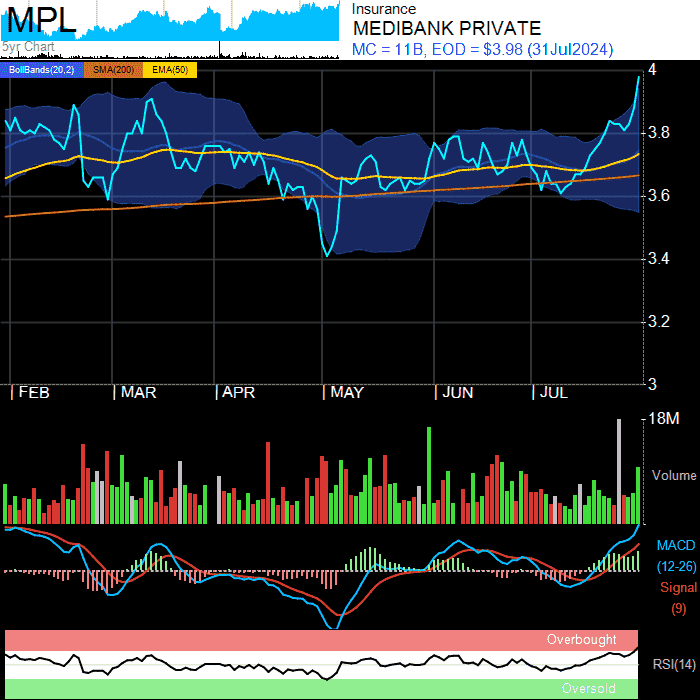 MPL
5yr Chart
Insurance
MEDIBANK PRIVATE
MC = 11B, EOD = $3.98 (31Jul2024)
BollBands(20,2) SMA(200) EMA(50)
4
3.8
3.6
3.4
3.2
3
FEB MAR APR MAY JUN JUL
18M
Volume
MACD
(12-26)
Signal
(9)
Overbought
RSI(14)
Oversold